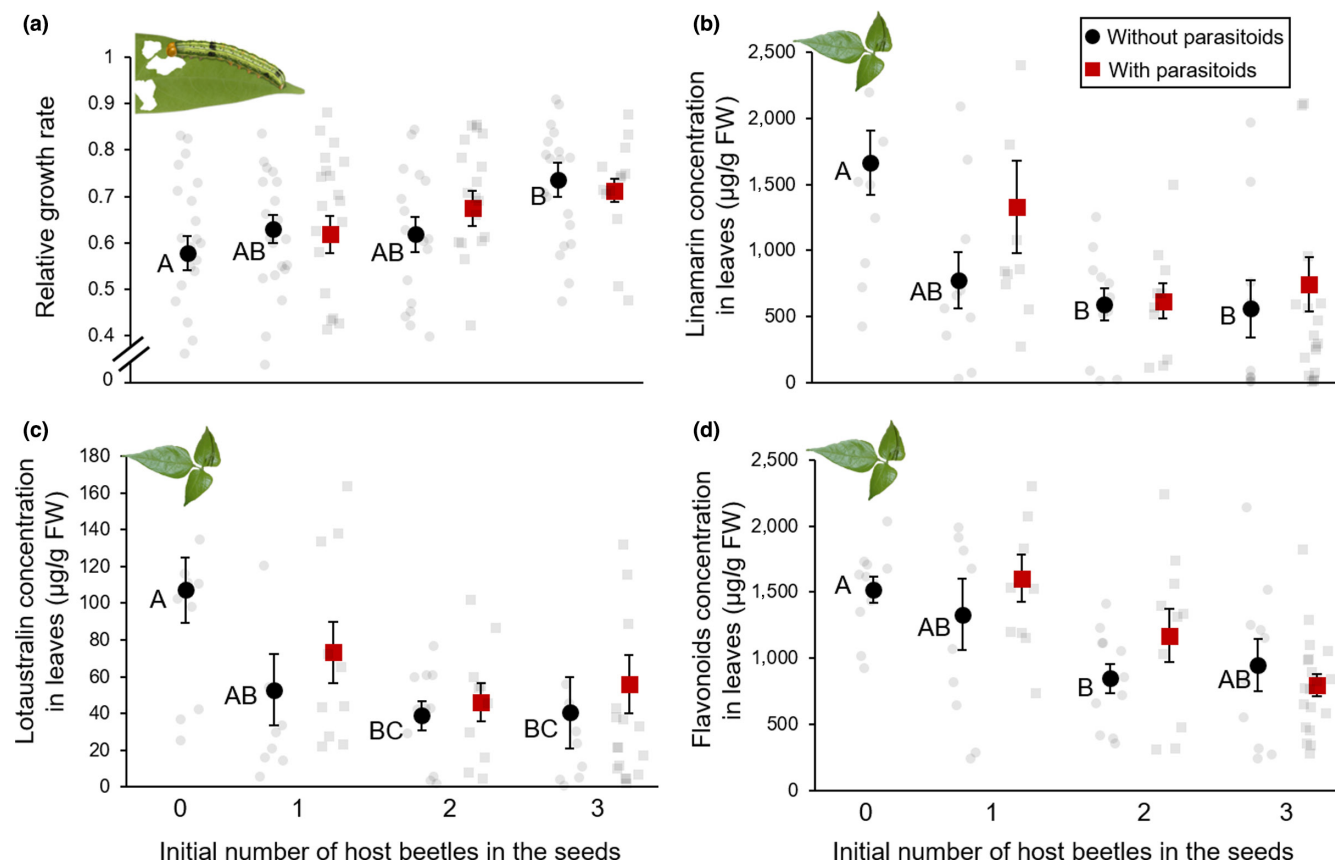 (a)
Relative growth rate
1
0.9
0.8
0.7
0.6
0.5
0.4
0
A
AB
AB
B
(b)
Without parasitoids
With parasitoids
Linamarin concentration
in leaves (µg/g FW)
2,500
2,000
1,500
1,000
500
0
A
AB
B
B
(c)
Lotaustralin concentration
in leaves (µg/g FW)
180
160
140
120
100
80
60
40
20
0
A
AB
BC
BC
0 1 2 3
Initial number of host beetles in the seeds
(d)
Flavonoids concentration
in leaves (µg/g FW)
2,500
2,000
1,500
1,000
500
0
A
AB
B
AB
0 1 2 3
Initial number of host beetles in the seeds